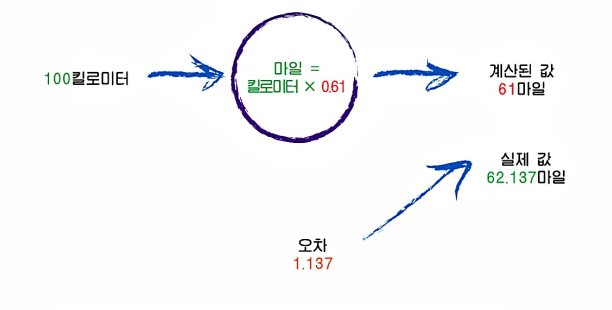 100킬로미터
마일 =
킬로미터 × 0.61
계산된 값
61마일
실제 값
62.137마일
오차
1.137